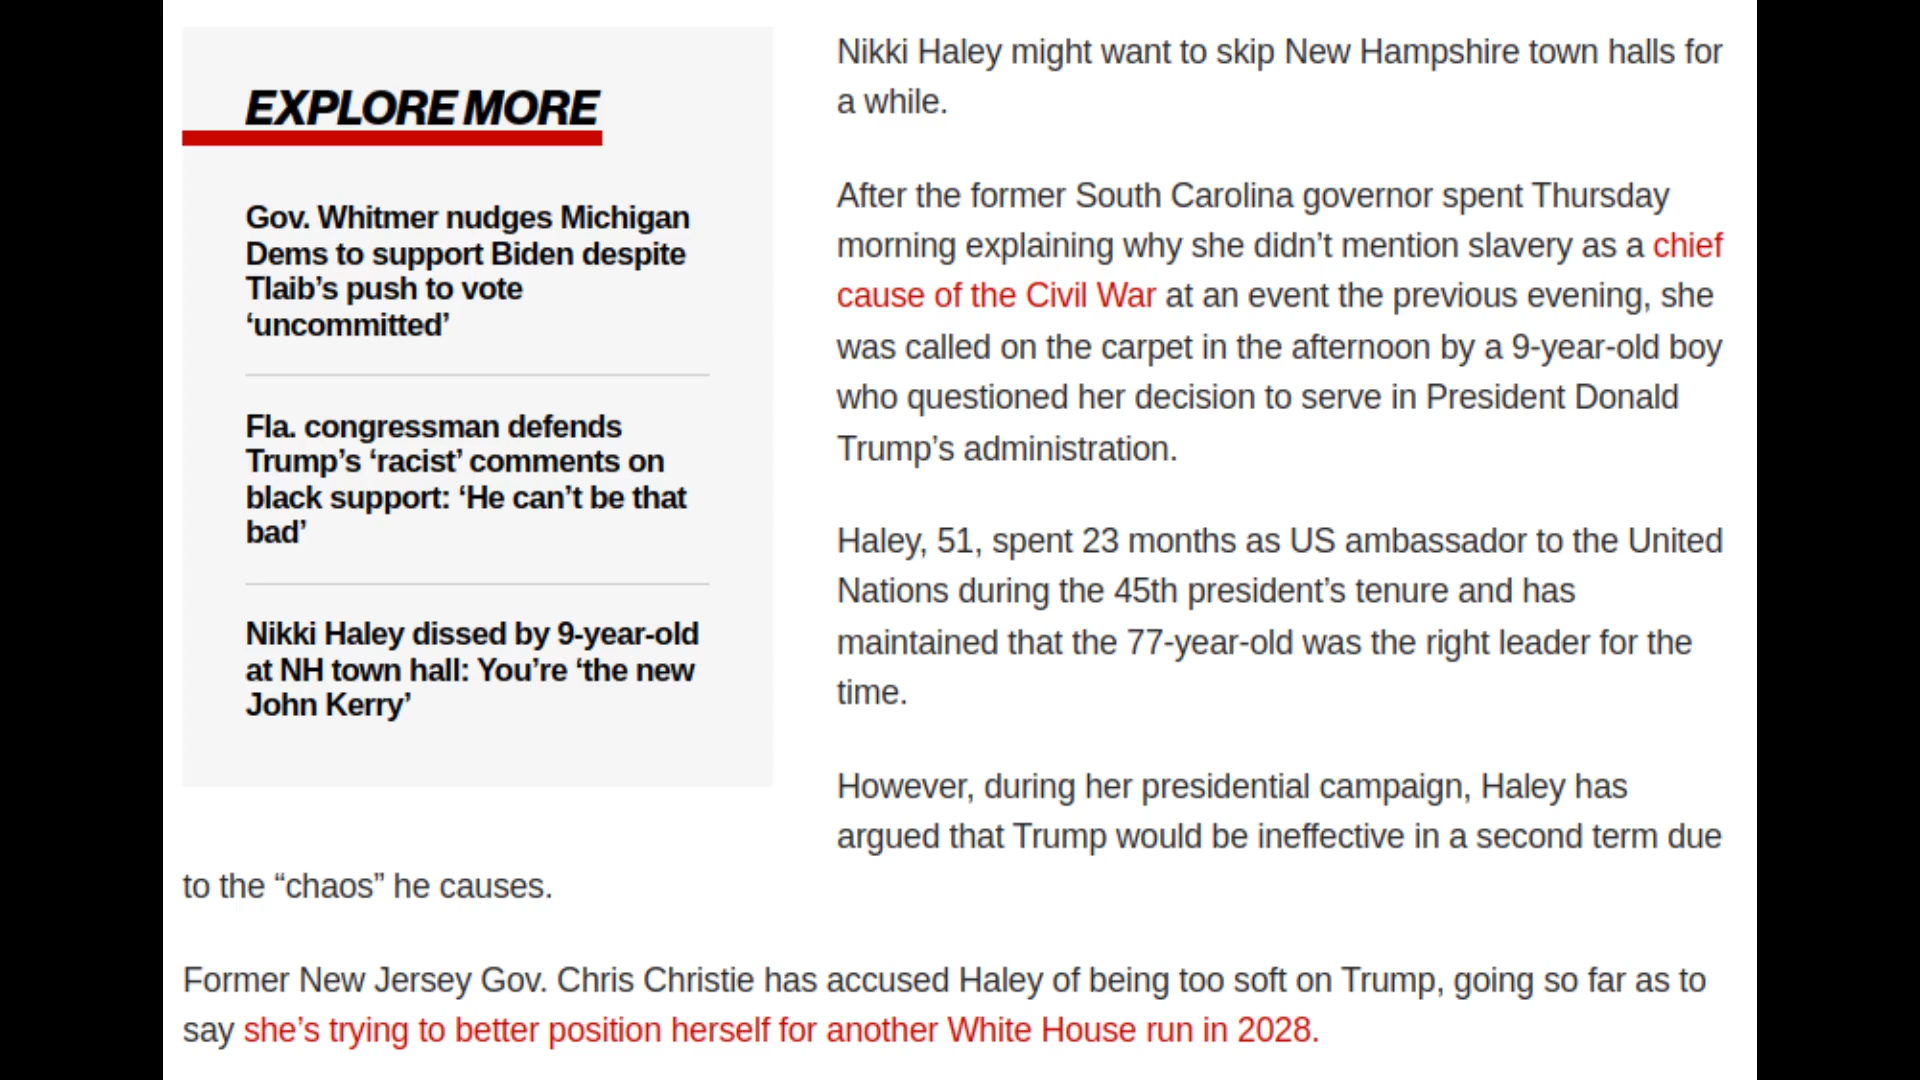 EXPLORE MORE
Gov. Whitmer nudges Michigan
Dems to support Biden despite
Tlaib’s push to vote
‘uncommitted’
Fla. congressman defends
Trump’s ‘racist’ comments on
black support: ‘He can’t be that
bad’
Nikki Haley dissed by 9-year-old
at NH town hall: You’re ‘the new
John Kerry’
Nikki Haley might want to skip New Hampshire town halls for
a while.
After the former South Carolina governor spent Thursday
morning explaining why she didn’t mention slavery as a chief
cause of the Civil War at an event the previous evening, she
was called on the carpet in the afternoon by a 9-year-old boy
who questioned her decision to serve in President Donald
Trump’s administration.
Haley, 51, spent 23 months as US ambassador to the United
Nations during the 45th president’s tenure and has
maintained that the 77-year-old was the right leader for the
time.
However, during her presidential campaign, Haley has
argued that Trump would be ineffective in a second term due
to the “chaos” he causes.
Former New Jersey Gov. Chris Christie has accused Haley of being too soft on Trump, going so far as to
say she’s trying to better position herself for another White House run in 2028.